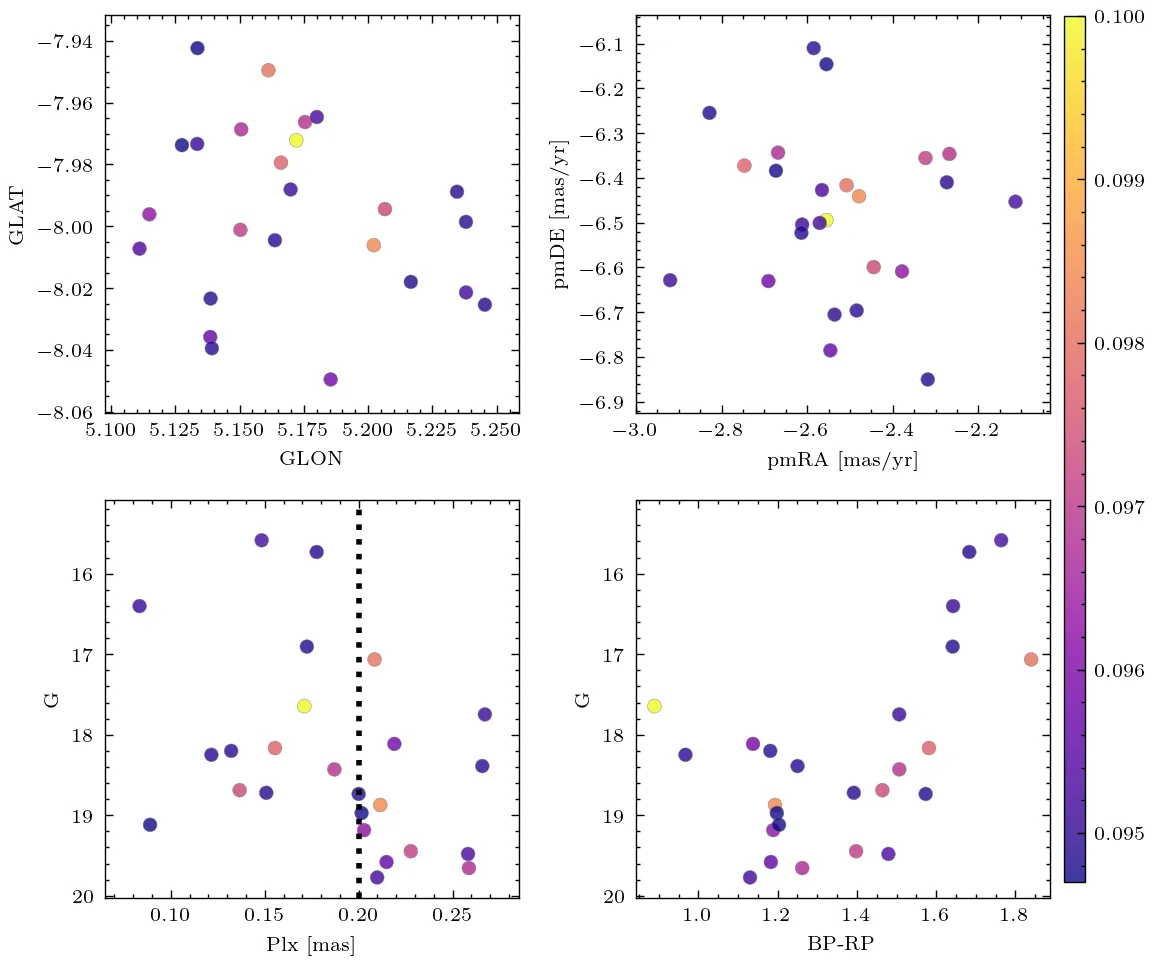 −7.94
−7.96
−7.98
−8.00
−8.02
−8.04
−8.06
GLAT
5.100 5.125 5.150 5.175 5.200 5.225 5.250
GLON
−6.1
−6.2
−6.3
−6.4
−6.5
−6.6
−6.7
−6.8
−6.9
pmDE [mas/yr]
−3.0 −2.8 −2.6 −2.4 −2.2
pmRA [mas/yr]
0.100
0.099
0.098
0.097
0.096
0.095
16
17
18
19
20
G
0.10 0.15 0.20 0.25
Plx [mas]
16
17
18
19
20
G
1.0 1.2 1.4 1.6 1.8
BP-RP